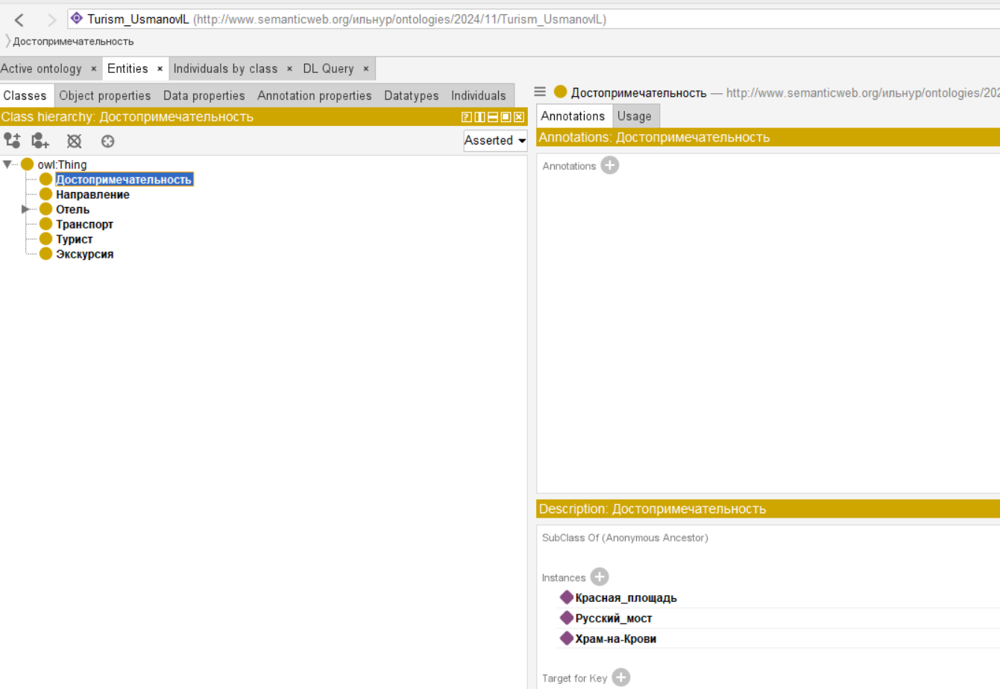 Turism_UsmanovIL (http://www.semanticweb.org/ильнур/ontologies/2024/11/Turism_UsmanovIL)
Достопримечательность
Active ontology × Entities × Individuals by class × DL Query ×
Classes Object properties Data properties Annotation properties Datatypes Individuals
Class hierarchy: Достопримечательность
Asserted
owl:Thing
Достопримечательность
Направление
Отель
Транспорт
Турист
Экскурсия
Достопримечательность — http://www.semanticweb.org/ильнур/ontologies/202
Annotations Usage
Annotations: Достопримечательность
Annotations
Description: Достопримечательность
SubClass Of (Anonymous Ancestor)
Instances
Красная_площадь
Русский_мост
Храм-на-Крови
Target for Key